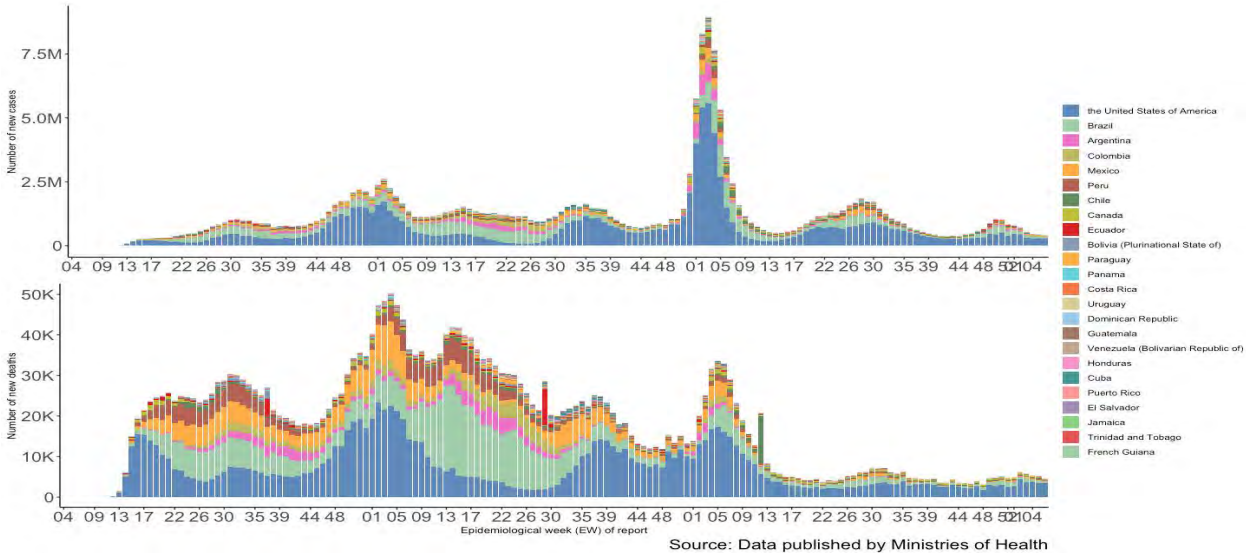 Number of new cases
7.5M
5.0M
2.5M
0
04 09 13 17 22 26 30 35 39 44 48 01 05 09 13 17 22 26 30 35 39 44 48 01 05 09 13 17 22 26 30 35 39 44 48 5201 04
Number of new deaths
50K
40K
30K
20K
10K
0
04 09 13 17 22 26 30 35 39 44 48 01 05 09 13 17 22 26 30 35 39 44 48 01 05 09 13 17 22 26 30 35 39 44 48 5201 04
Epidemiological week (EW) of report
the United States of America
Brazil
Argentina
Colombia
Mexico
Peru
Chile
Canada
Ecuador
Bolivia (Plurinational State of)
Paraguay
Panama
Costa Rica
Uruguay
Dominican Republic
Guatemala
Venezuela (Bolivarian Republic of)
Honduras
Cuba
Puerto Rico
El Salvador
Jamaica
Trinidad and Tobago
French Guiana
Source: Data published by Ministries of Health